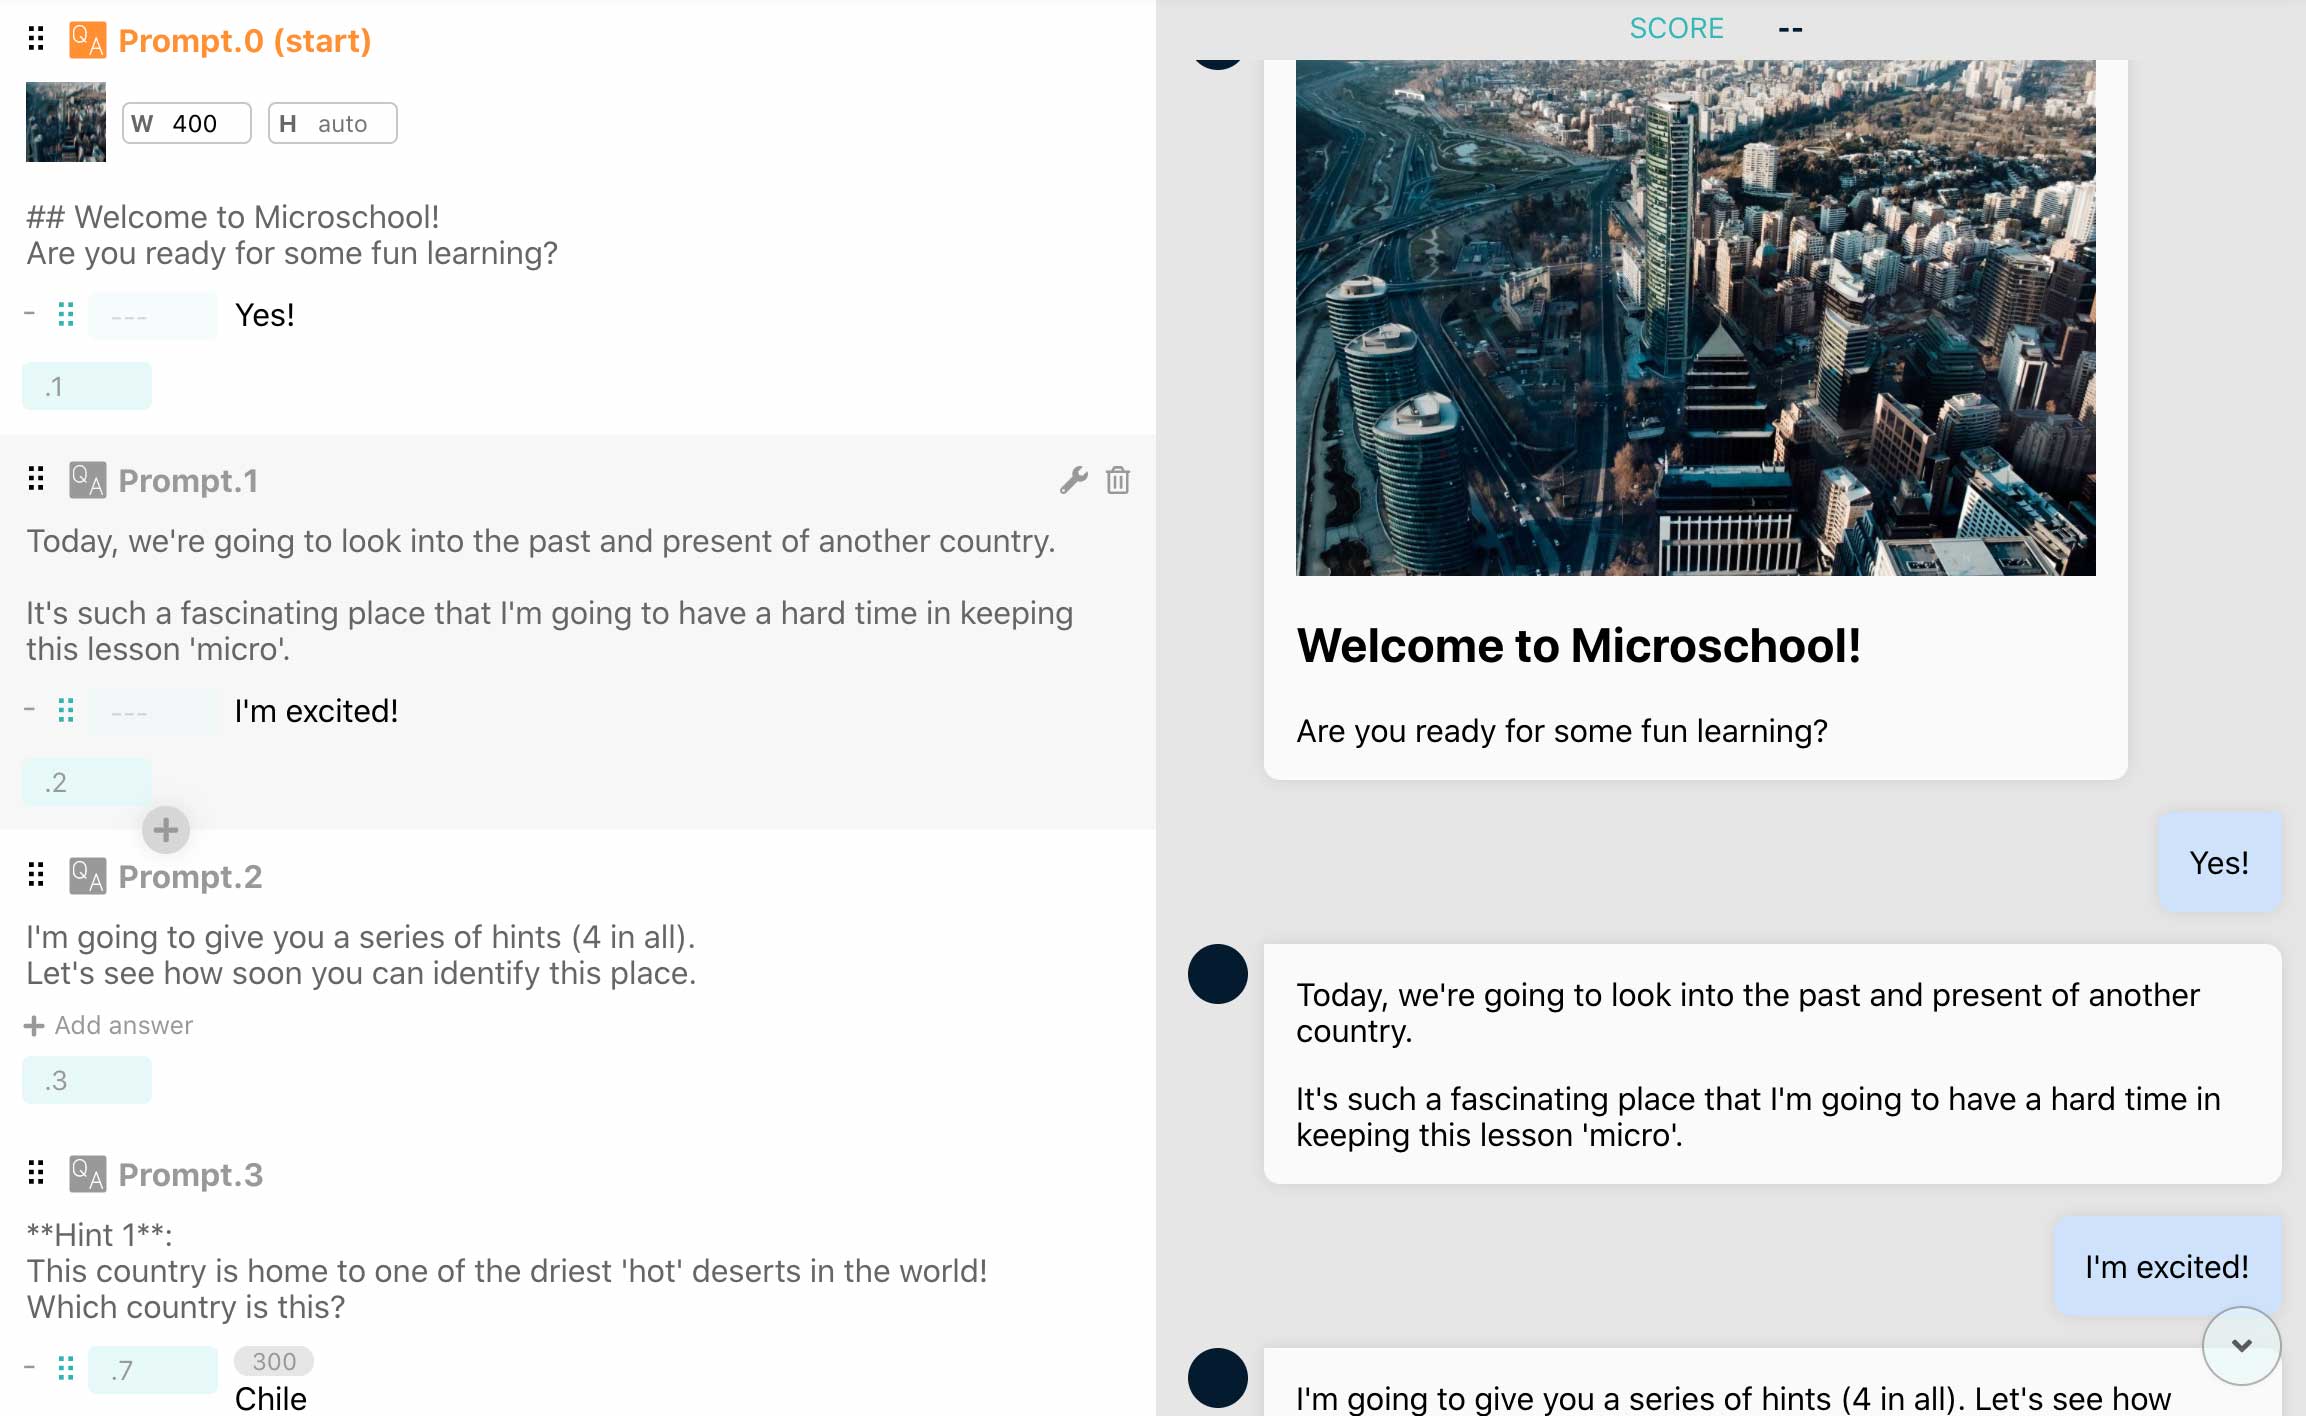 Prompt.0 (start)
W 400
H auto
## Welcome to Microschool!
Are you ready for some fun learning?
- --- Yes!
.1
Prompt.1
Today, we're going to look into the past and present of another country.
It's such a fascinating place that I'm going to have a hard time in keeping
this lesson 'micro'.
- --- I'm excited!
.2
Prompt.2
I'm going to give you a series of hints (4 in all).
Let's see how soon you can identify this place.
+ Add answer
.3
Prompt.3
**Hint 1**:
This country is home to one of the driest 'hot' deserts in the world!
Which country is this?
- .7 300
Chile
SCORE --
Welcome to Microschool!
Are you ready for some fun learning?
Yes!
Today, we're going to look into the past and present of another
country.
It's such a fascinating place that I'm going to have a hard time in
keeping this lesson 'micro'.
I'm excited!
I'm going to give you a series of hints (4 in all). Let's see how